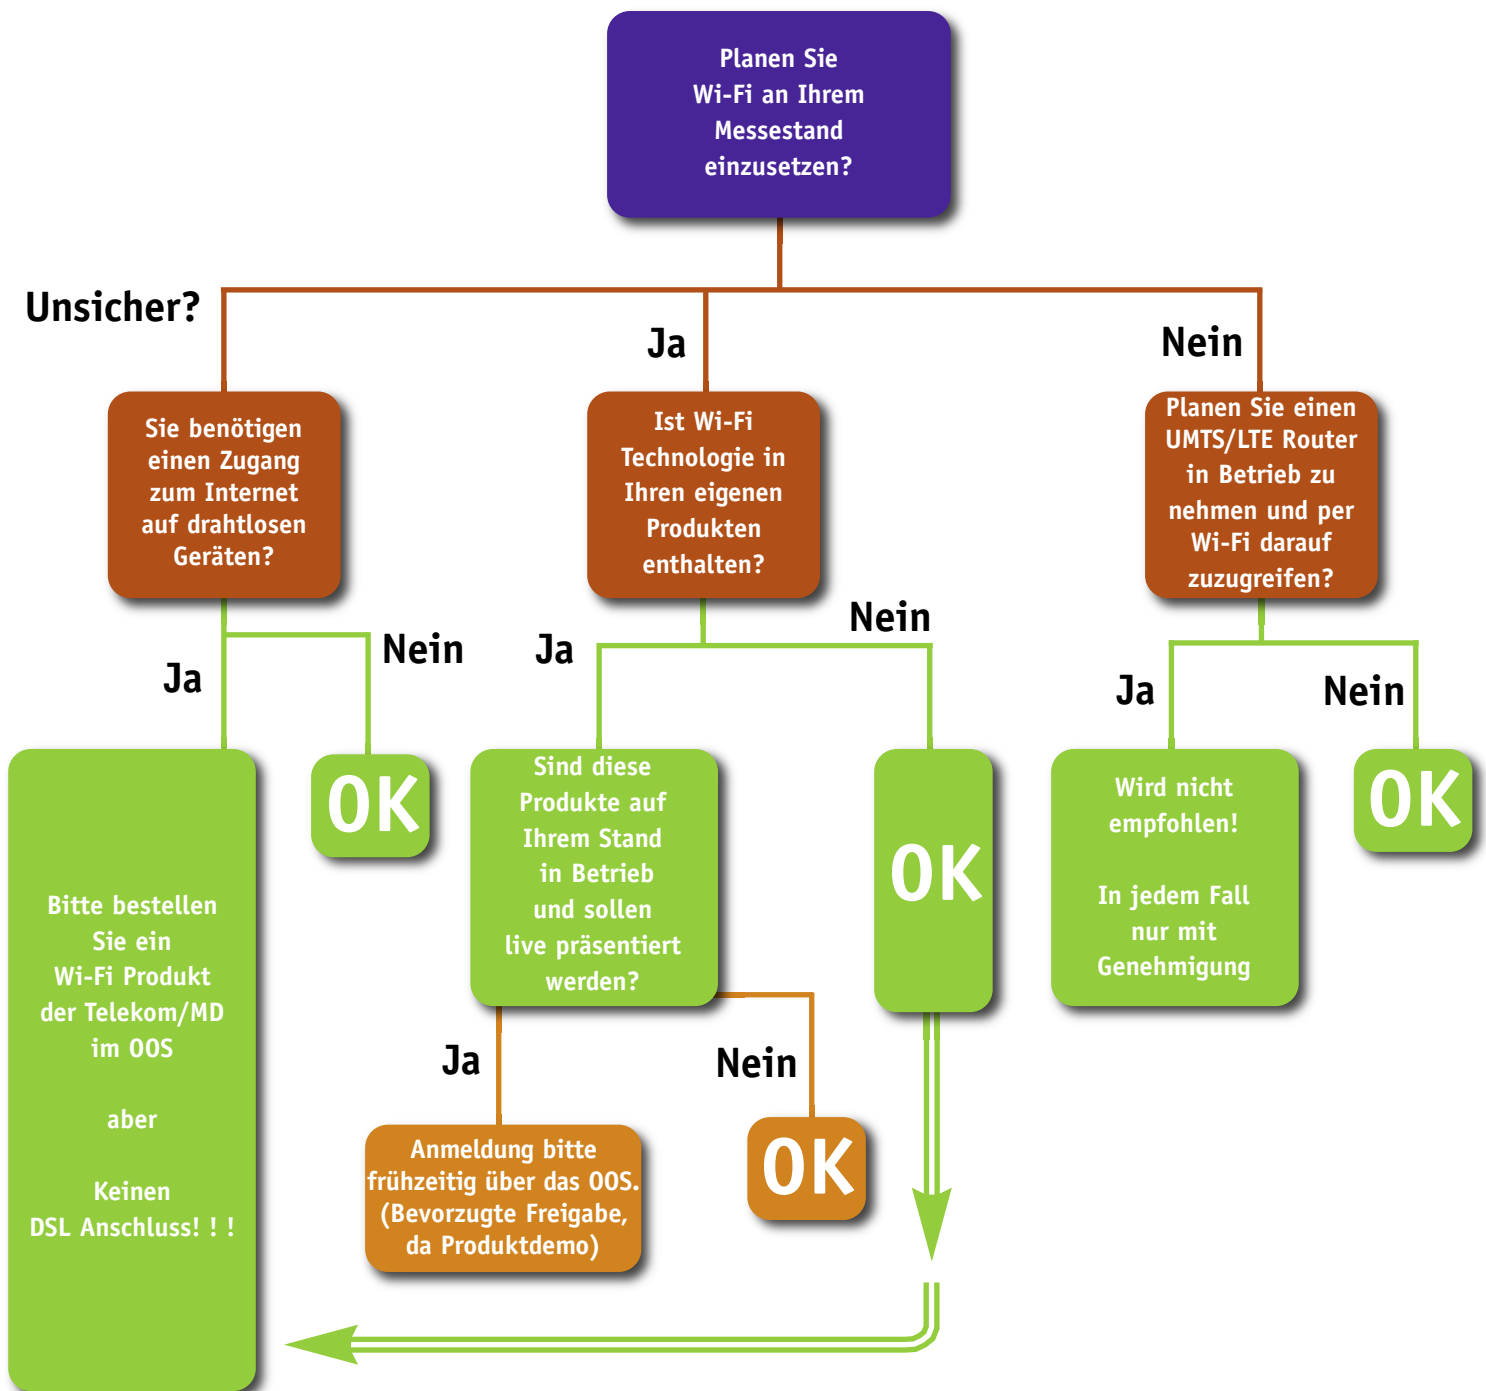 Planen Sie
Wi-Fi an Ihrem
Messestand
einzusetzen?
Unsicher?
Ja
Nein
Sie benötigen
einen Zugang
zum Internet
auf drahtlosen
Geräten?
Ist Wi-Fi
Technologie in
Ihren eigenen
Produkten
enthalten?
Planen Sie einen
UMTS/LTE Router
in Betrieb zu
nehmen und per
Wi-Fi darauf
zuzugreifen?
Ja
Nein
Ja
Nein
Ja
Nein
Bitte bestellen
Sie ein
Wi-Fi Produkt
der Telekom/MD
im OOS
aber
Keinen
DSL Anschluss! ! !
OK
Sind diese
Produkte auf
Ihrem Stand
in Betrieb
und sollen
live präsentiert
werden?
OK
Wird nicht
empfohlen!
In jedem Fall
nur mit
Genehmigung
OK
Ja
Nein
Anmeldung bitte
frühzeitig über das OOS.
(Bevorzugte Freigabe,
da Produktdemo)
OK